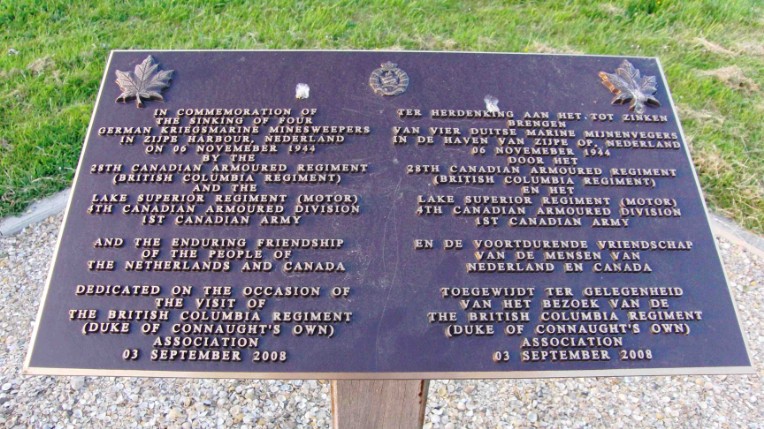 IN COMMEMORATION OF
THE SINKING OF FOUR
GERMAN KRIEGSMARINE MINESWEEPERS
IN ZIJPE HARBOUR, NEDERLAND
ON 06 NOVEMEBER 1944
BY THE
28TH CANADIAN ARMOURED REGIMENT
(BRITISH COLUMBIA REGIMENT)
AND THE
LAKE SUPERIOR REGIMENT (MOTOR)
4TH CANADIAN ARMOURED DIVISION
1ST CANADIAN ARMY
AND THE ENDURING FRIENDSHIP
OF THE PEOPLE OF
THE NETHERLANDS AND CANADA
DEDICATED ON THE OCCASION OF
THE VISIT OF
THE BRITISH COLUMBIA REGIMENT
(DUKE OF CONNAUGHT'S OWN)
ASSOCIATION
03 SEPTEMBER 2008
TER HERDENKING AAN HET TOT ZINKEN
BRENGEN
VAN VIER DUITSE MARINE MIJNENVEGERS
IN DE HAVEN VAN ZIJPE OP, NEDERLAND
06 NOVEMEBER 1944
DOOR HET
28TH CANADIAN ARMOURED REGIMENT
(BRITISH COLUMBIA REGIMENT)
EN HET
LAKE SUPERIOR REGIMENT (MOTOR)
4TH CANADIAN ARMOURED DIVISION
1ST CANADIAN ARMY
EN DE VOORTDURENDE VRIENDSCHAP
VAN DE MENSEN VAN
NEDERLAND EN CANADA
TOEGEWIJDT TER GELEGENHEID
VAN HET BEZOEK VAN DE
THE BRITISH COLUMBIA REGIMENT
(DUKE OF CONNAUGHT'S OWN)
ASSOCIATION
03 SEPTEMBER 2008